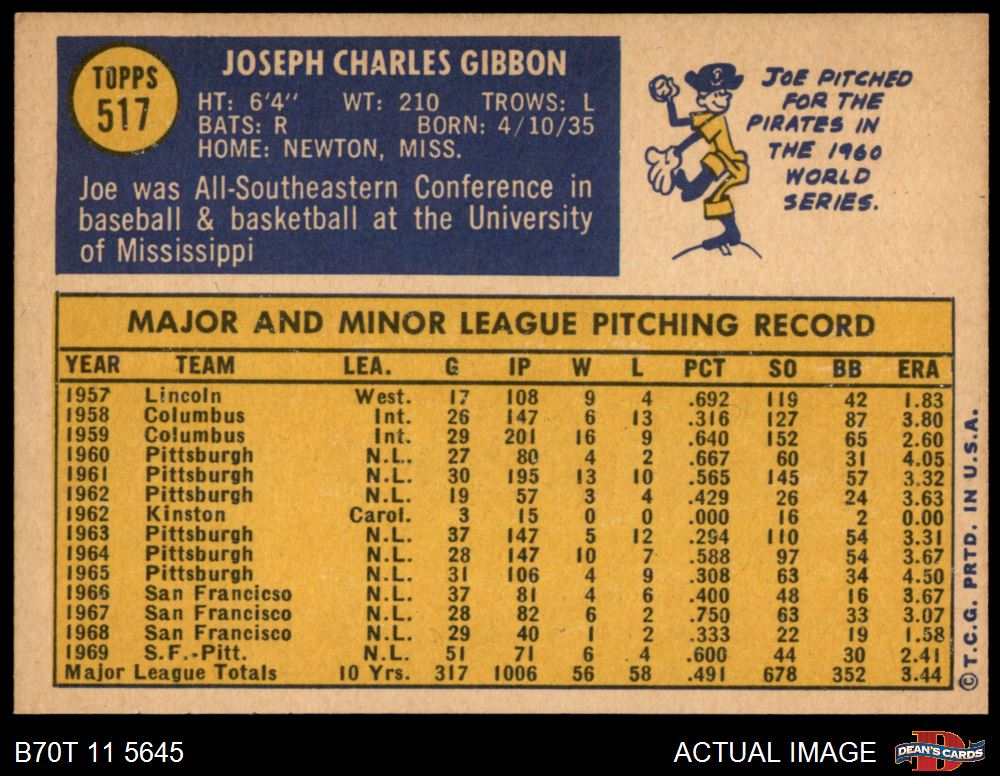 TOPPS
517
JOSEPH CHARLES GIBBON
HT: 6'4" WT: 210 TROWS: L
BATS: R BORN: 4/10/35
HOME: NEWTON, MISS.
Joe was All-Southeastern Conference in
baseball & basketball at the University
of Mississippi
JOE PITCHED
FOR THE
PIRATES IN
THE 1960
WORLD
SERIES.
MAJOR AND MINOR LEAGUE PITCHING RECORD
YEAR TEAM LEA. G IP W L PCT SO BB ERA
1957 Lincoln West. 17 108 9 4 .692 119 42 1.83
1958 Columbus Int. 26 147 6 13 .316 127 87 3.80
1959 Columbus Int. 29 201 16 9 .640 152 65 2.60
1960 Pittsburgh N.L. 27 80 4 2 .667 60 31 4.05
1961 Pittsburgh N.L. 30 195 13 10 .565 145 57 3.32
1962 Pittsburgh N.L. 19 57 3 4 .429 26 24 3.63
1962 Kinston Carol. 3 15 0 0 .000 16 2 0.00
1963 Pittsburgh N.L. 37 147 5 12 .294 110 54 3.31
1964 Pittsburgh N.L. 28 147 10 7 .588 97 54 3.67
1965 Pittsburgh N.L. 31 106 4 9 .308 63 34 4.50
1966 San Francicso N.L. 37 81 4 6 .400 48 16 3.67
1967 San Francisco N.L. 28 82 6 2 .750 63 33 3.07
1968 San Francisco N.L. 29 40 1 2 .333 22 19 1.58
1969 S.F.-Pitt. N.L. 51 71 6 4 .600 44 30 2.41
Major League Totals 10 Yrs. 317 1006 56 58 .491 678 352 3.44
© T.C.G. PRTD. IN U.S.A.
B70T 11 5645
ACTUAL IMAGE
DEAN'S CARDS